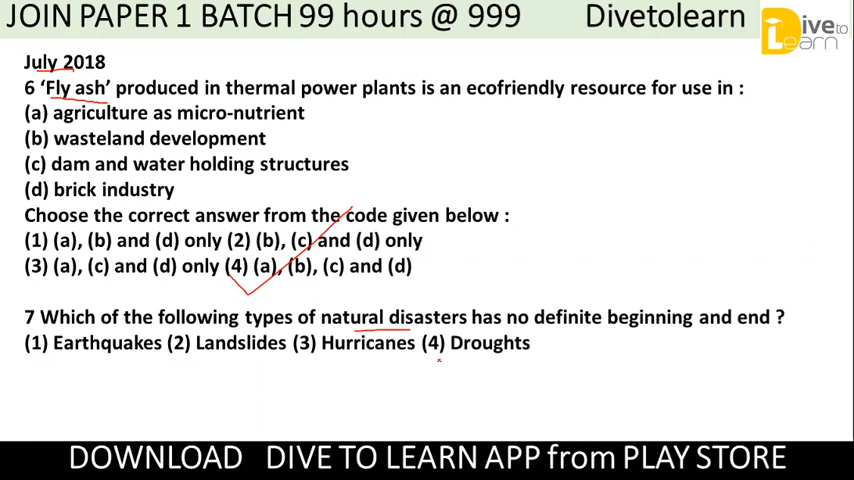 JOIN PAPER 1 BATCH 99 hours @ 999 Divetolearn
Dive to Learn
July 2018
6 ‘Fly ash’ produced in thermal power plants is an ecofriendly resource for use in :
(a) agriculture as micro-nutrient
(b) wasteland development
(c) dam and water holding structures
(d) brick industry
Choose the correct answer from the code given below :
(1) (a), (b) and (d) only (2) (b), (c) and (d) only
(3) (a), (c) and (d) only (4) (a), (b), (c) and (d)
7 Which of the following types of natural disasters has no definite beginning and end ?
(1) Earthquakes (2) Landslides (3) Hurricanes (4) Droughts
DOWNLOAD DIVE TO LEARN APP from PLAY STORE